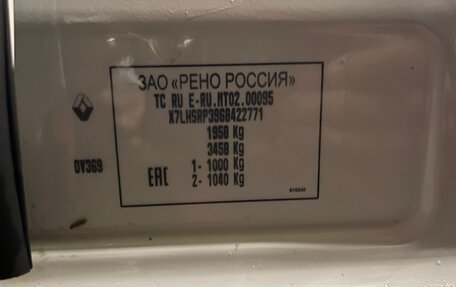 ЗАО «РЕНО РОССИЯ»
TC RU E-RU.MT02.00095
X7LHSRP3968422771
1958 Kg
3458 Kg
0V369
EAC
1- 1000 Kg
2- 1040 Kg